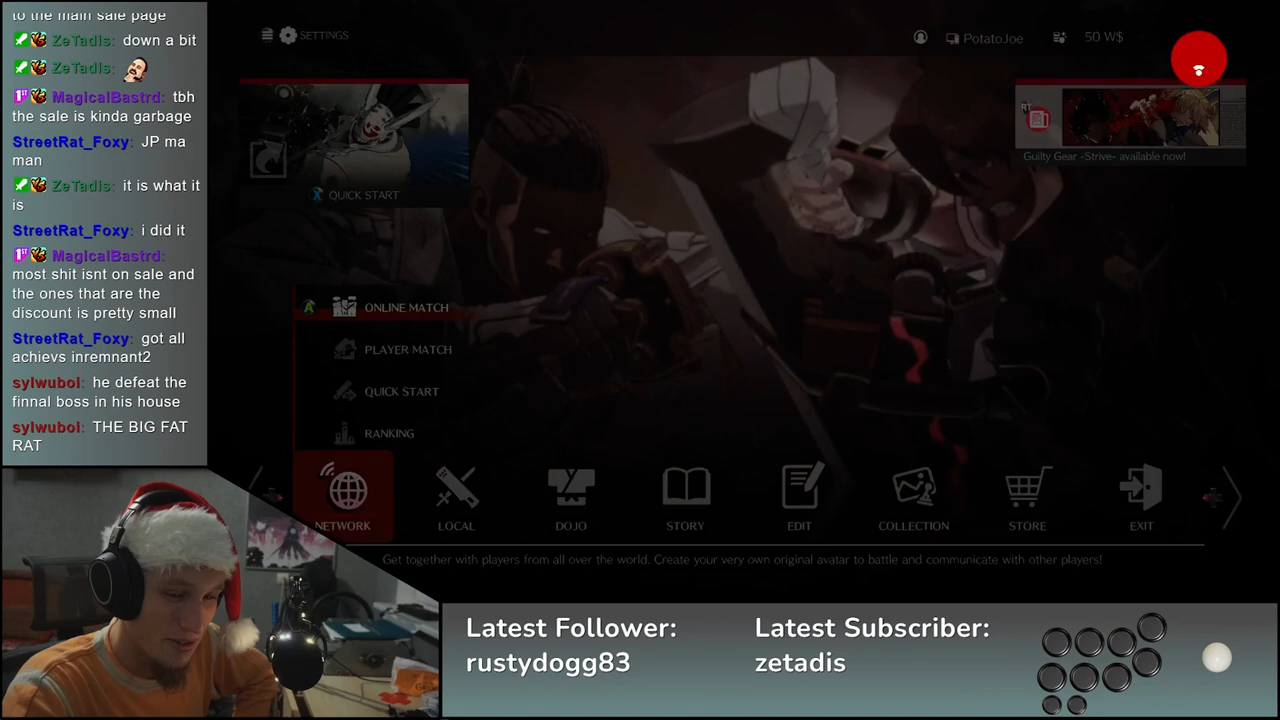 to the main sale page
ZeTadis: down a bit
ZeTadis:
MagicalBastrd: tbh
the sale is kinda garbage
StreetRat_Foxy: JP ma
man
ZeTadis: it is what it
is
StreetRat_Foxy: i did it
MagicalBastrd:
most shit isnt on sale and
the ones that are the
discount is pretty small
StreetRat_Foxy: got all
achievs inremnant2
sylwuboi: he defeat the
finnal boss in his house
sylwuboi: THE BIG FAT
RAT
SETTINGS
PotatoJoe
50 W$
Guilty Gear -Strive- available now!
X QUICK START
A ONLINE MATCH
PLAYER MATCH
QUICK START
RANKING
NETWORK
LOCAL
DOJO
STORY
EDIT
COLLECTION
STORE
EXIT
Get together with players from all over the world. Create your very own original avatar to battle and communicate with other players!
Latest Follower:
rustydogg83
Latest Subscriber:
zetadis